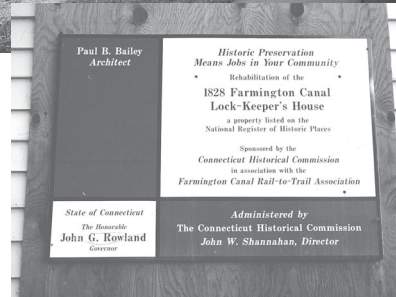 Paul B. Bailey
Architect
Historic Preservation
Means Jobs in Your Community
Rehabilitation of the
1828 Farmington Canal
Lock-Keeper's House
a property listed on the
National Register of Historic Places
Sponsored by the
Connecticut Historical Commission
in association with the
Farmington Canal Rail-to-Trail Association
State of Connecticut
The Honorable
John G. Rowland
Governor
Administered by
The Connecticut Historical Commission
John W. Shannahan, Director